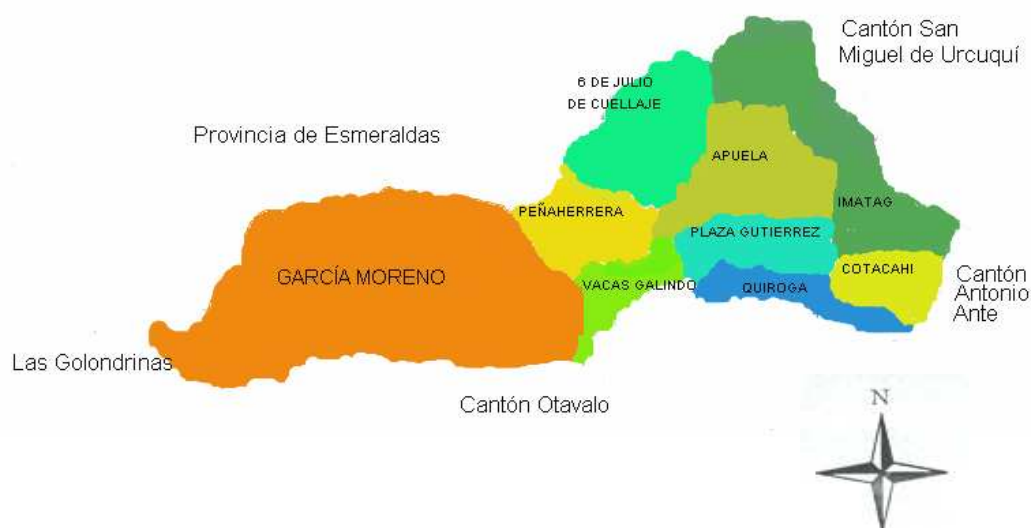 Cantón San
Miguel de Urcuquí
6 DE JULIO
DE CUELLAJE
Provincia de Esmeraldas
APUELA
IMATAG
PEÑAHERRERA
PLAZA GUTIERREZ
GARCÍA MORENO
VACAS GALINDO
QUIROGA
COTACAHI
Cantón
Antonio
Ante
Las Golondrinas
Cantón Otavalo
N